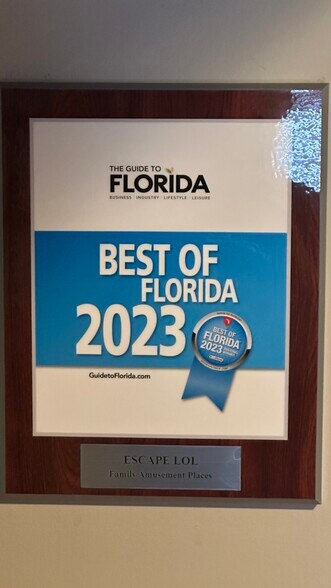 THE GUIDE TO
FLORIDA
BUSINESS · INDUSTRY · LIFESTYLE · LEISURE
BEST OF
FLORIDA
2023
BEST OF
FLORIDA
2023
GuidetoFlorida.com
ESCAPE LOL
Family Amusement Places